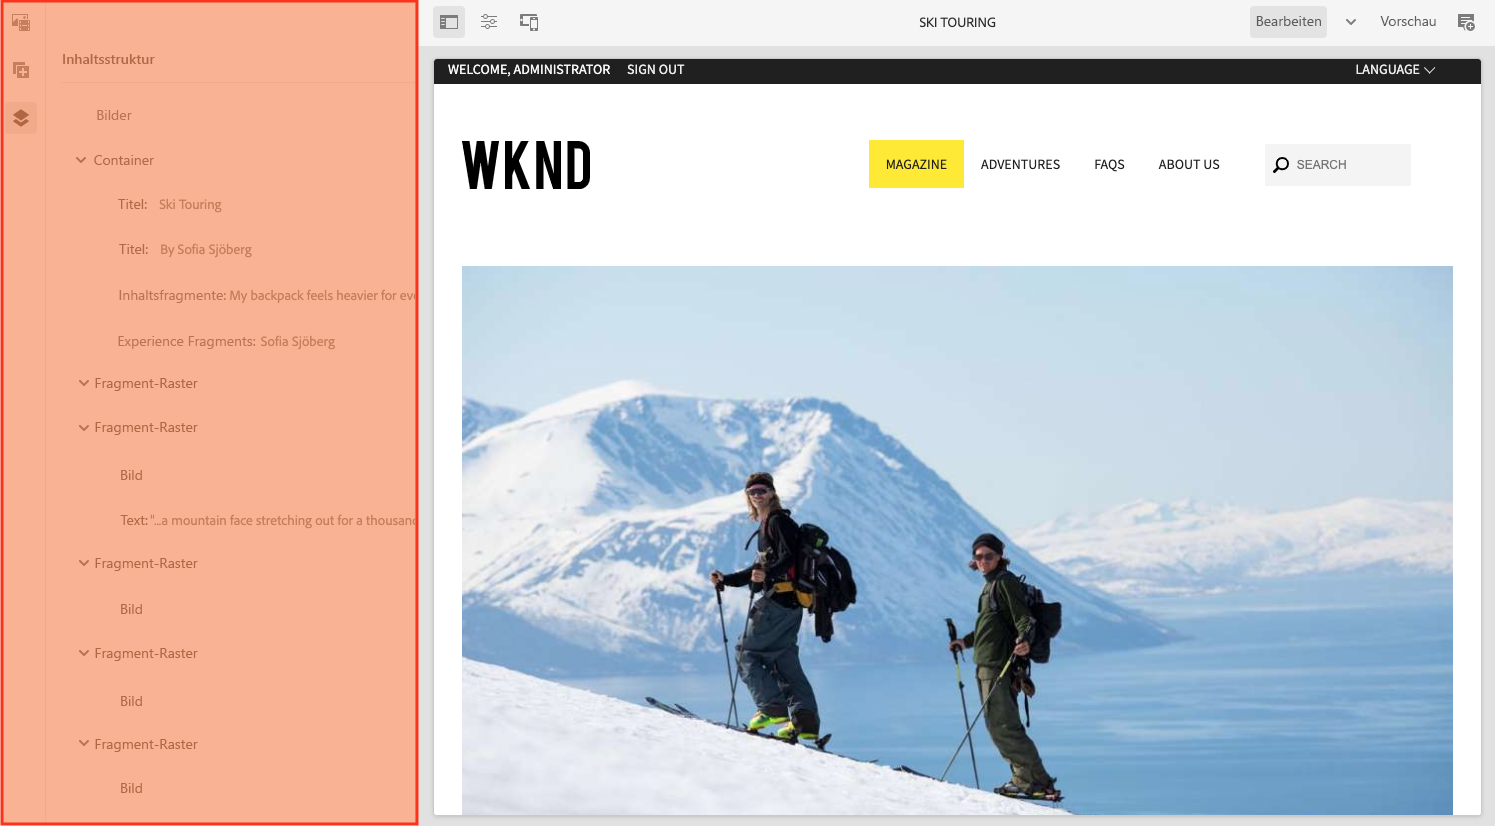 Inhaltsstruktur
Bilder
Container
Titel: Ski Touring
Titel: By Sofia Sjöberg
Inhaltsfragmente: My backpack feels heavier for
Experience Fragments: Sofia Sjöberg
Fragment-Raster
Fragment-Raster
Bild
Text: "...a mountain face stretching out for a
Fragment-Raster
Bild
Fragment-Raster
Bild
Fragment-Raster
Bild
SKI TOURING
Bearbeiten
Vorschau
WELCOME, ADMINISTRATOR SIGN OUT LANGUAGE
WKND
MAGAZINE ADVENTURES FAQS ABOUT US SEARCH